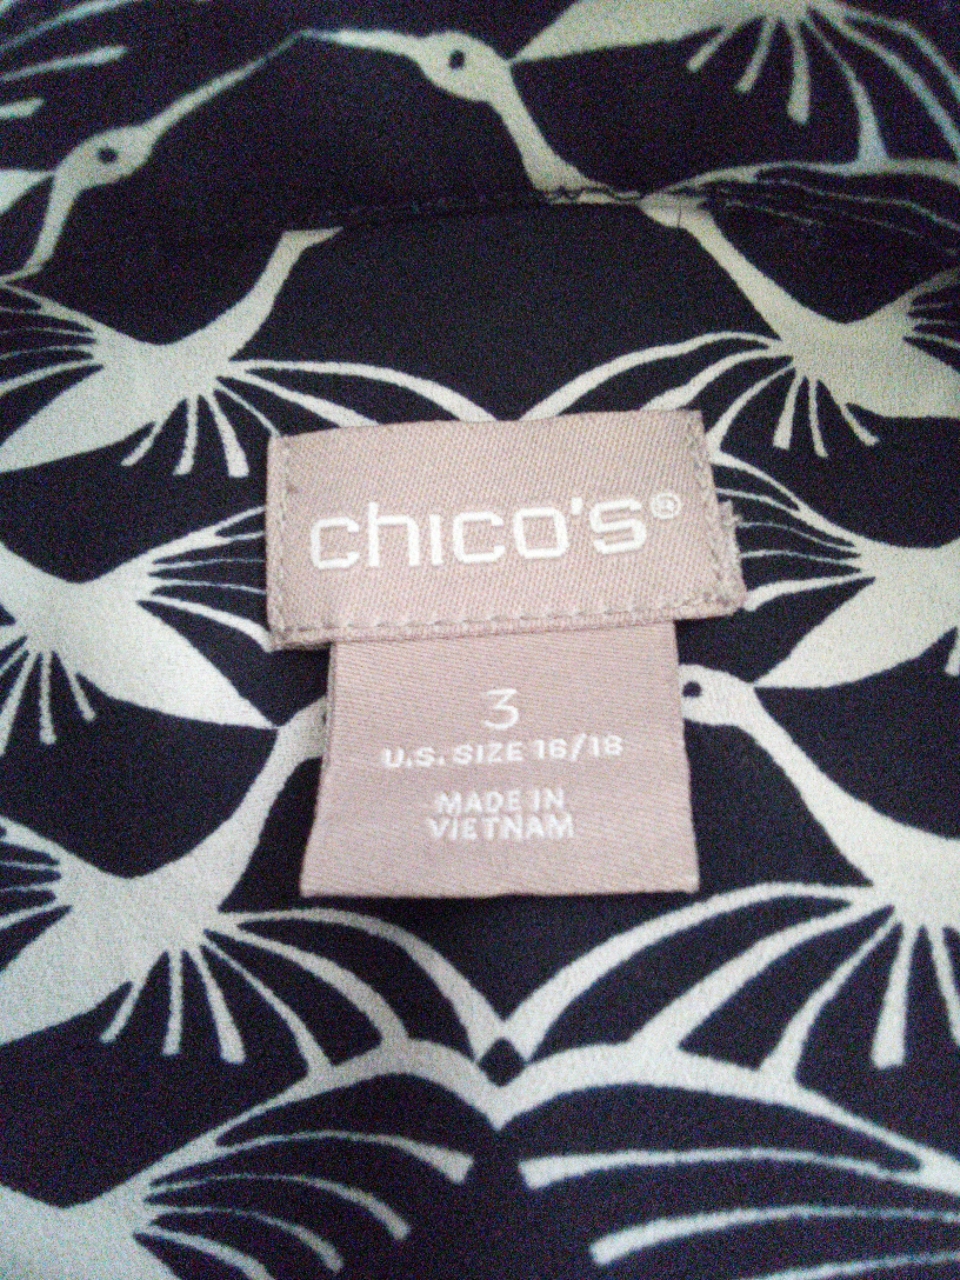 chico's®
3
U.S. SIZE 16/18
MADE IN
VIETNAM